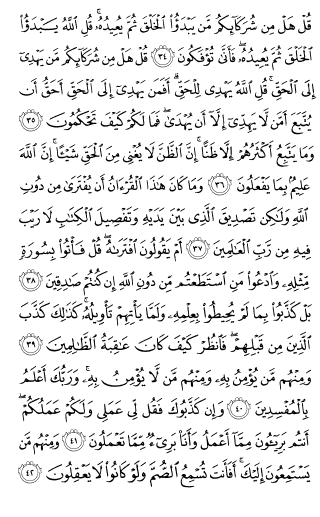 قُلْ هَلْ مِن شُرَكَآئِكُم مَّن يَبْدَؤُا۟ ٱلْخَلْقَ ثُمَّ يُعِيدُهُۥ ۚ قُلِ ٱللَّهُ يَبْدَؤُا۟
ٱلْخَلْقَ ثُمَّ يُعِيدُهُۥ ۖ فَأَنَّىٰ تُؤْفَكُونَ ٣٤ قُلْ هَلْ مِن شُرَكَآئِكُم مَّن يَهْدِىٓ
إِلَى ٱلْحَقِّ ۚ قُلِ ٱللَّهُ يَهْدِى لِلْحَقِّ ۗ أَفَمَن يَهْدِىٓ إِلَى ٱلْحَقِّ أَحَقُّ أَن
يُتَّبَعَ أَمَّن لَّا يَهِدِّىٓ إِلَّآ أَن يُهْدَىٰ ۖ فَمَا لَكُمْ كَيْفَ تَحْكُمُونَ ٣٥
وَمَا يَتَّبِعُ أَكْثَرُهُمْ إِلَّا ظَنًّا ۚ إِنَّ ٱلظَّنَّ لَا يُغْنِى مِنَ ٱلْحَقِّ شَيْـًٔا ۚ إِنَّ ٱللَّهَ
عَلِيمٌۢ بِمَا يَفْعَلُونَ ٣٦ وَمَا كَانَ هَٰذَا ٱلْقُرْءَانُ أَن يُفْتَرَىٰ مِن دُونِ
ٱللَّهِ وَلَٰكِن تَصْدِيقَ ٱلَّذِى بَيْنَ يَدَيْهِ وَتَفْصِيلَ ٱلْكِتَٰبِ لَا رَيْبَ
فِيهِ مِن رَّبِّ ٱلْعَٰلَمِينَ ٣٧ أَمْ يَقُولُونَ ٱفْتَرَىٰهُ ۖ قُلْ فَأْتُوا۟ بِسُورَةٍ
مِّثْلِهِۦ وَٱدْعُوا۟ مَنِ ٱسْتَطَعْتُم مِّن دُونِ ٱللَّهِ إِن كُنتُمْ صَٰدِقِينَ ٣٨
بَلْ كَذَّبُوا۟ بِمَا لَمْ يُحِيطُوا۟ بِعِلْمِهِۦ وَلَمَّا يَأْتِهِمْ تَأْوِيلُهُۥ ۚ كَذَٰلِكَ كَذَّبَ
ٱلَّذِينَ مِن قَبْلِهِمْ ۖ فَٱنظُرْ كَيْفَ كَانَ عَٰقِبَةُ ٱلظَّٰلِمِينَ ٣٩
وَمِنْهُم مَّن يُؤْمِنُ بِهِۦ وَمِنْهُم مَّن لَّا يُؤْمِنُ بِهِۦ ۚ وَرَبُّكَ أَعْلَمُ
بِٱلْمُفْسِدِينَ ٤٠ وَإِن كَذَّبُوكَ فَقُل لِّى عَمَلِى وَلَكُمْ عَمَلُكُمْ ۖ
أَنتُم بَرِيٓـُٔونَ مِمَّآ أَعْمَلُ وَأَنَا۠ بَرِىٓءٌ مِّمَّا تَعْمَلُونَ ٤١ وَمِنْهُم مَّن
يَسْتَمِعُونَ إِلَيْكَ ۚ أَفَأَنتَ تُسْمِعُ ٱلصُّمَّ وَلَوْ كَانُوا۟ لَا يَعْقِلُونَ ٤٢